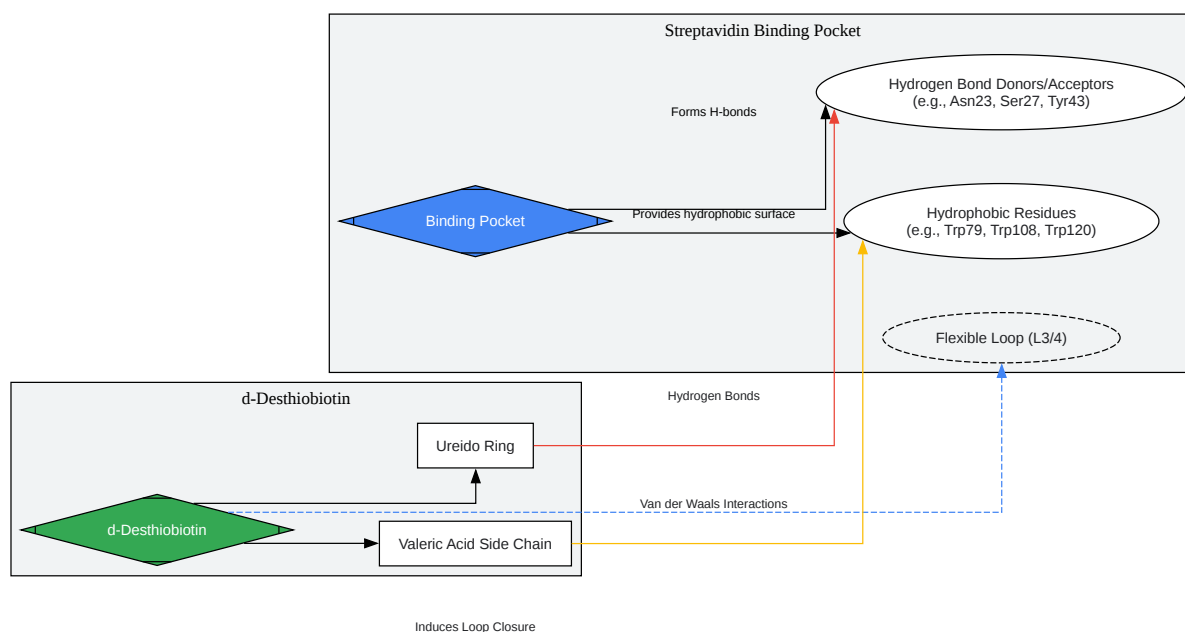 Streptavidin Binding Pocket
Hydrogen Bond Donors/Acceptors
(e.g., Asn23, Ser27, Tyr43)
Forms H-bonds
Binding Pocket
Provides hydrophobic surface
Hydrophobic Residues
(e.g., Trp79, Trp108, Trp120)
Flexible Loop (L3/4)
d-Desthiobiotin
Hydrogen Bonds
Ureido Ring
Van der Waals Interactions
d-Desthiobiotin
Valeric Acid Side Chain
Induces Loop Closure